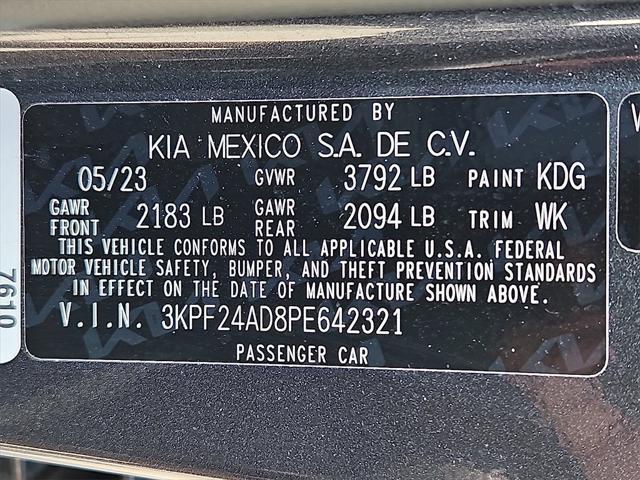 MANUFACTURED BY
KIA MEXICO S.A. DE C.V.
05/23 GVWR 3792 LB PAINT KDG
GAWR FRONT 2183 LB GAWR REAR 2094 LB TRIM WK
THIS VEHICLE CONFORMS TO ALL APPLICABLE U.S.A. FEDERAL
MOTOR VEHICLE SAFETY, BUMPER, AND THEFT PREVENTION STANDARDS
IN EFFECT ON THE DATE OF MANUFACTURE SHOWN ABOVE.
V.I.N. 3KPF24AD8PE642321
PASSENGER CAR